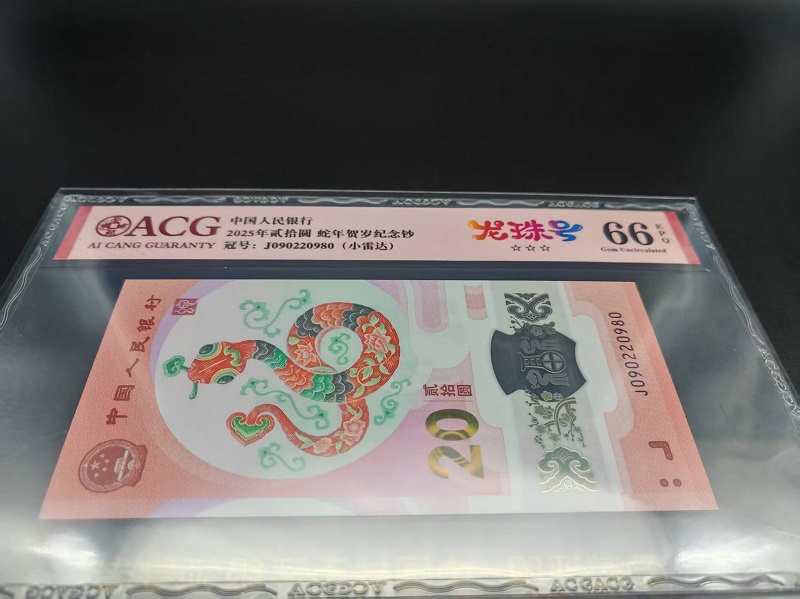 ACG
AI CANG GUARANTY
中国人民银行
2025年贰拾圆 蛇年贺岁纪念钞
冠号：J090220980（小雷达）
龙珠号
☆☆☆
66
EPQ
Gem Uncirculated
中国人民银行
贰拾圆
20
J090220980
ACGACG
ACGACG